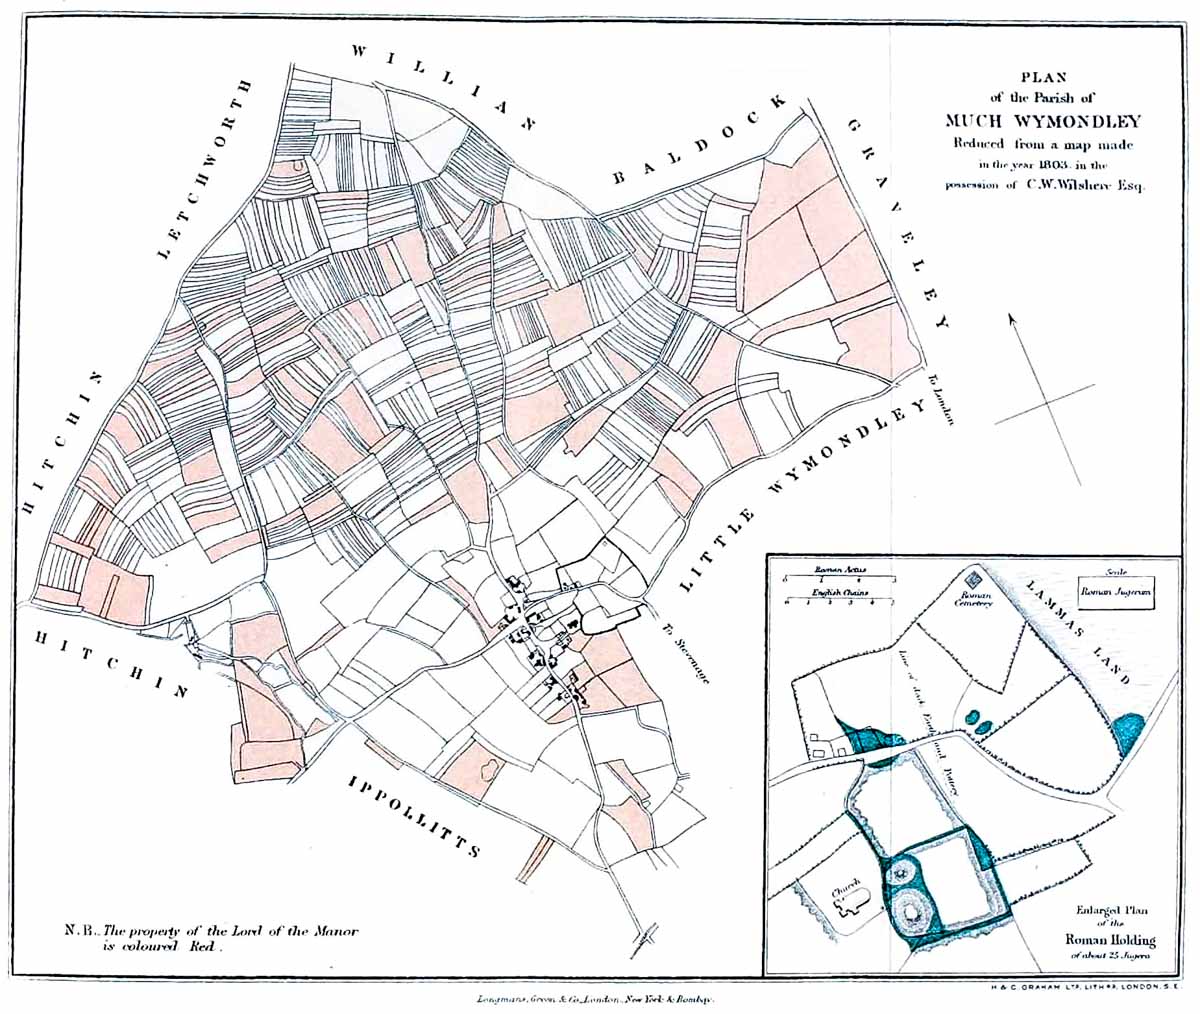 PLAN
of the Parish of
MUCH WYMONDLEY
Reduced from a map made
in the year 1803 in the
possession of C.W.Wilshere Esq.
WILLIAN
LETCHWORTH
BALDOCK
GRAVELEY
HITCHIN
To London
LITTLE WYMONDLEY
To Stevenage
HITCHIN
IPPOLLITTS
N.B. The property of the Lord of the Manor
is coloured Red.
Roman Actus
English Chains
Roman
Cemetery
Scale
Roman Jugerum
LAMMAS LAND
Line of dark Earth and Pottery
Church
Enlarged Plan
of the
Roman Holding
of about 25 Jugera
H & C. GRAHAM LTD. LITHRS. LONDON. S.E.
Longmans, Green & Co., London, New York & Bombay.